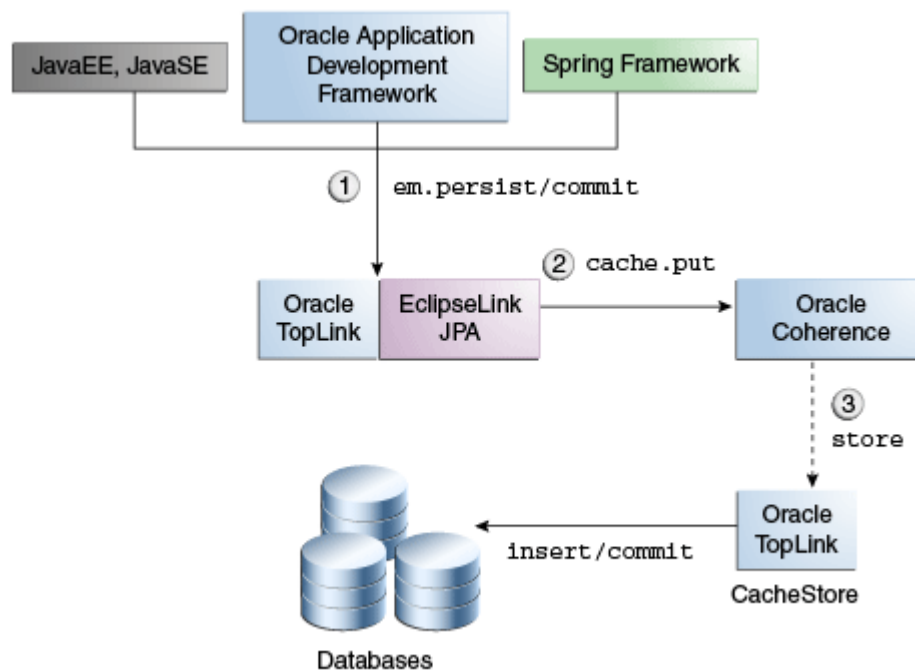 JavaEE, JavaSE
Oracle Application
Development
Framework
Spring Framework
1
em.persist/commit
2
cache.put
Oracle
TopLink
EclipseLink
JPA
Oracle
Coherence
3
store
Oracle
TopLink
CacheStore
insert/commit
Databases